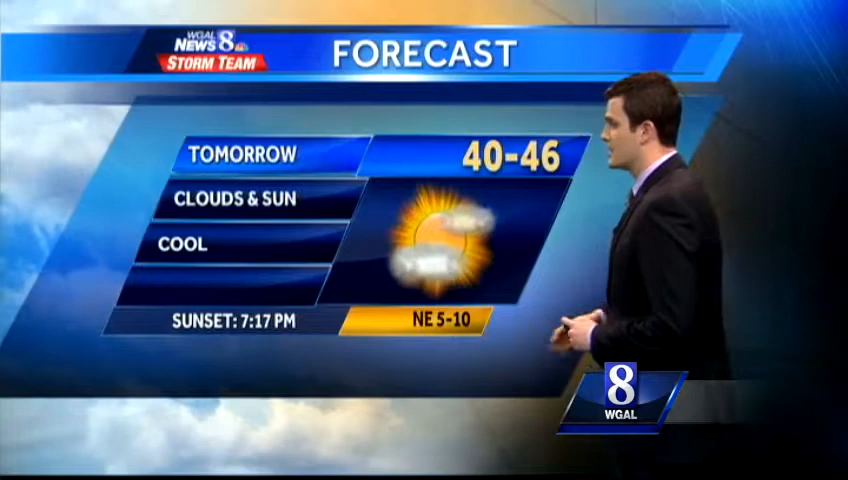 WGAL
NEWS 8
STORM TEAM
FORECAST
TOMORROW
40-46
CLOUDS & SUN
COOL
SUNSET: 7:17 PM
NE 5-10
8
WGAL